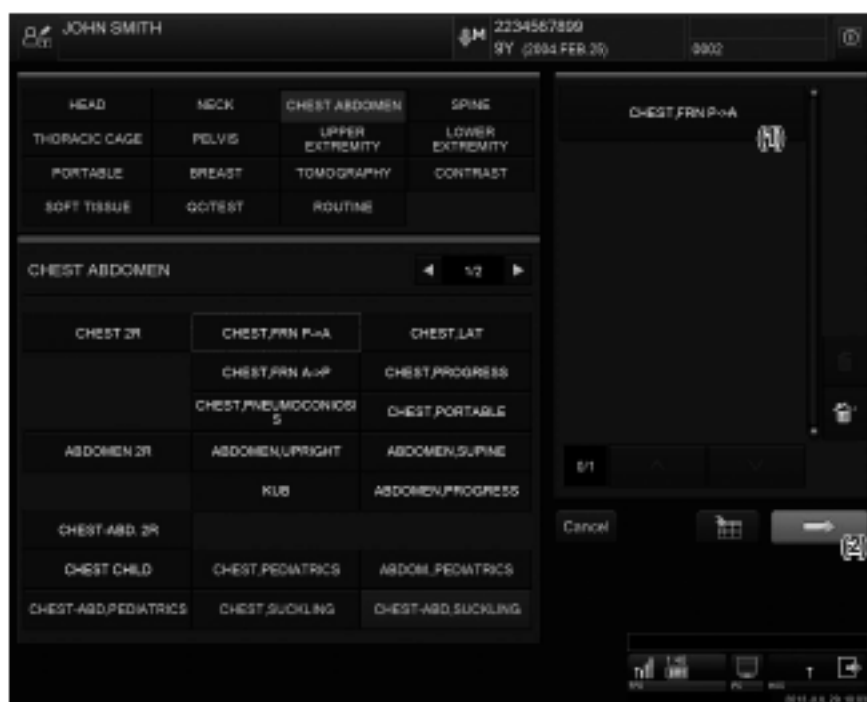 JOHN SMITH
M
2234567899
9Y (2004.FEB.26)
0002
HEAD NECK CHEST ABDOMEN SPINE
THORACIC CAGE PELVIS UPPER EXTREMITY LOWER EXTREMITY
PORTABLE BREAST TOMOGRAPHY CONTRAST
SOFT TISSUE QC/TEST ROUTINE
CHEST ABDOMEN
1/2
CHEST 2R CHEST,FRN P->A CHEST,LAT
CHEST,FRN A->P CHEST,PROGRESS
CHEST,PNEUMOCONIOSIS CHEST,PORTABLE
ABDOMEN 2R ABDOMEN,UPRIGHT ABDOMEN,SUPINE
KUB ABDOMEN,PROGRESS
CHEST-ABD. 2R
CHEST CHILD CHEST,PEDIATRICS ABDOM.,PEDIATRICS
CHEST-ABD,PEDIATRICS CHEST,SUCKLING CHEST-ABD,SUCKLING
CHEST,FRN P->A
(1)
0/1
Cancel
(2)